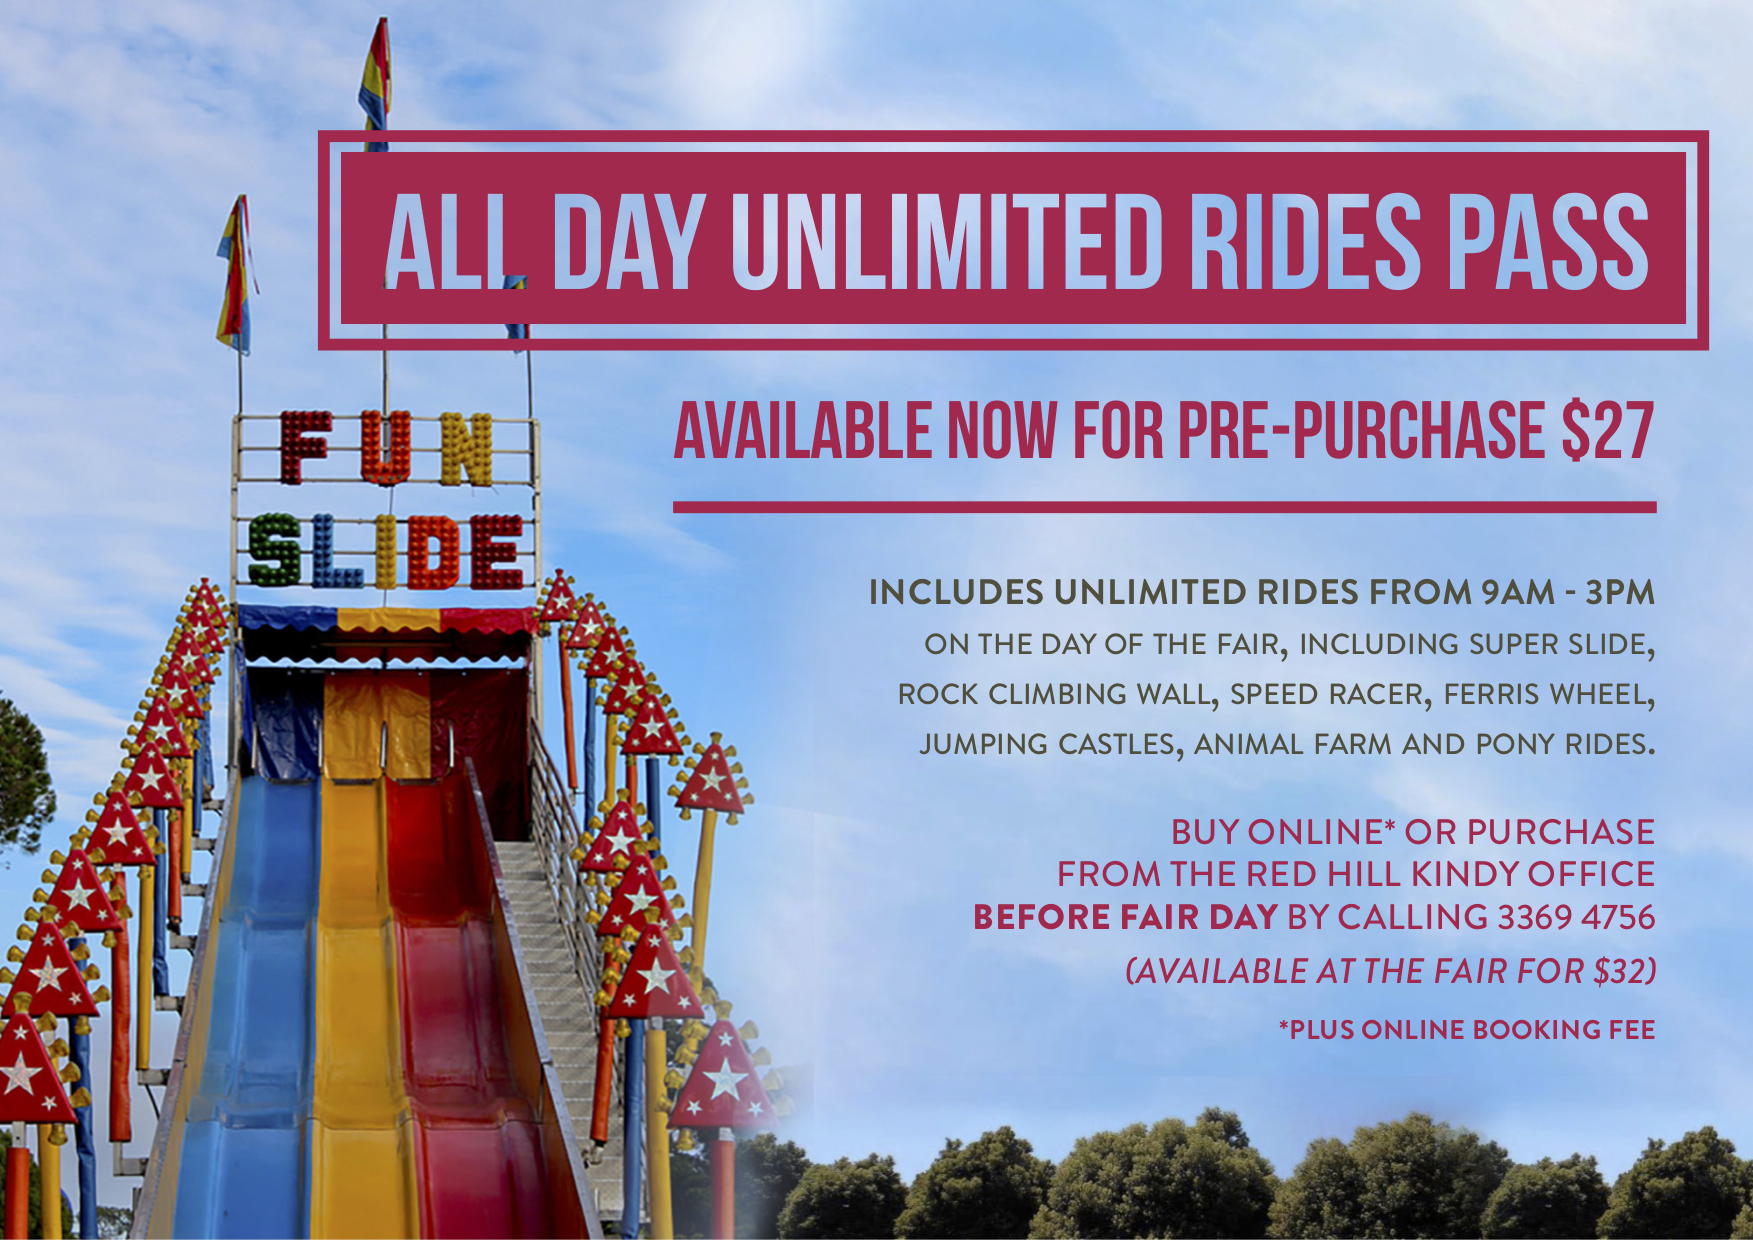 ALL DAY UNLIMITED RIDES PASS
AVAILABLE NOW FOR PRE-PURCHASE $27
FUN
SLIDE
INCLUDES UNLIMITED RIDES FROM 9AM - 3PM
ON THE DAY OF THE FAIR, INCLUDING SUPER SLIDE,
ROCK CLIMBING WALL, SPEED RACER, FERRIS WHEEL,
JUMPING CASTLES, ANIMAL FARM AND PONY RIDES.
BUY ONLINE* OR PURCHASE
FROM THE RED HILL KINDY OFFICE
BEFORE FAIR DAY BY CALLING 3369 4756
(AVAILABLE AT THE FAIR FOR $32)
*PLUS ONLINE BOOKING FEE